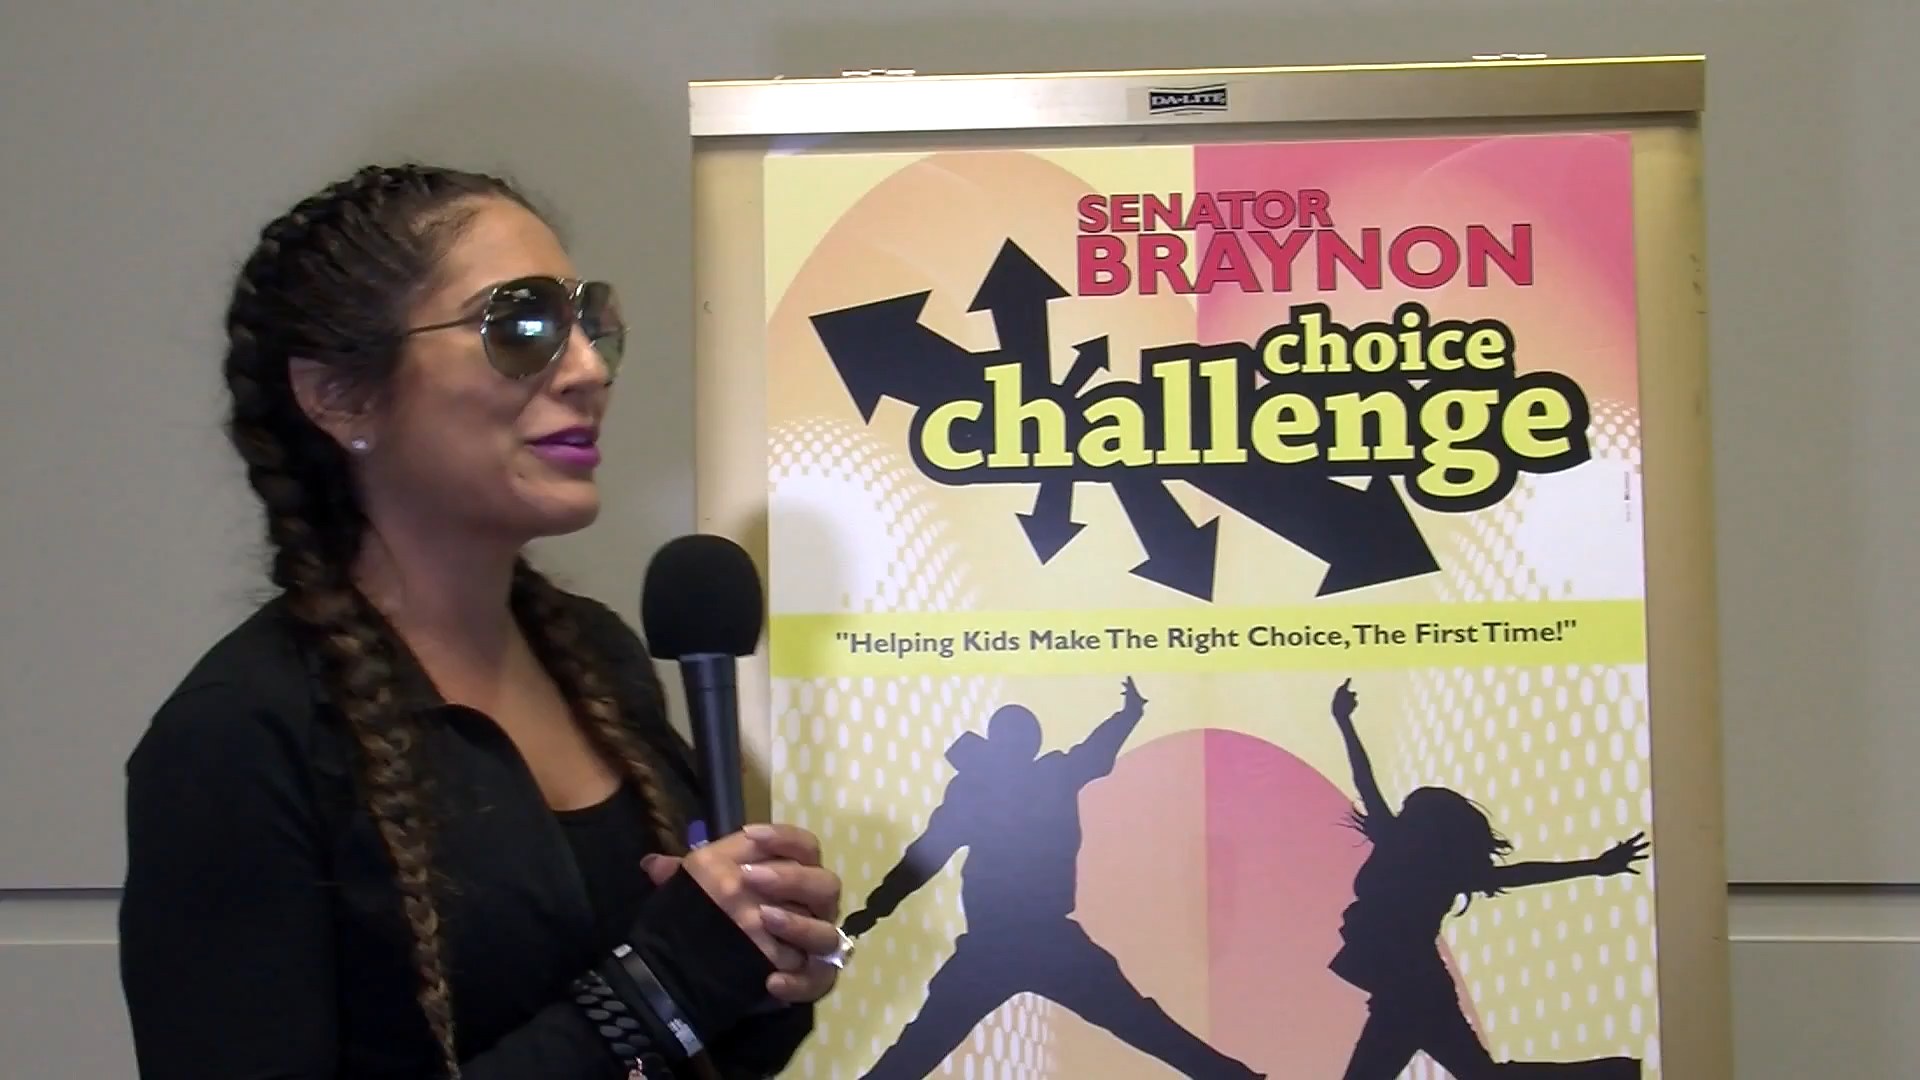 DA-LITE
SENATOR
BRAYNON
choice
challenge
"Helping Kids Make The Right Choice, The First Time!"